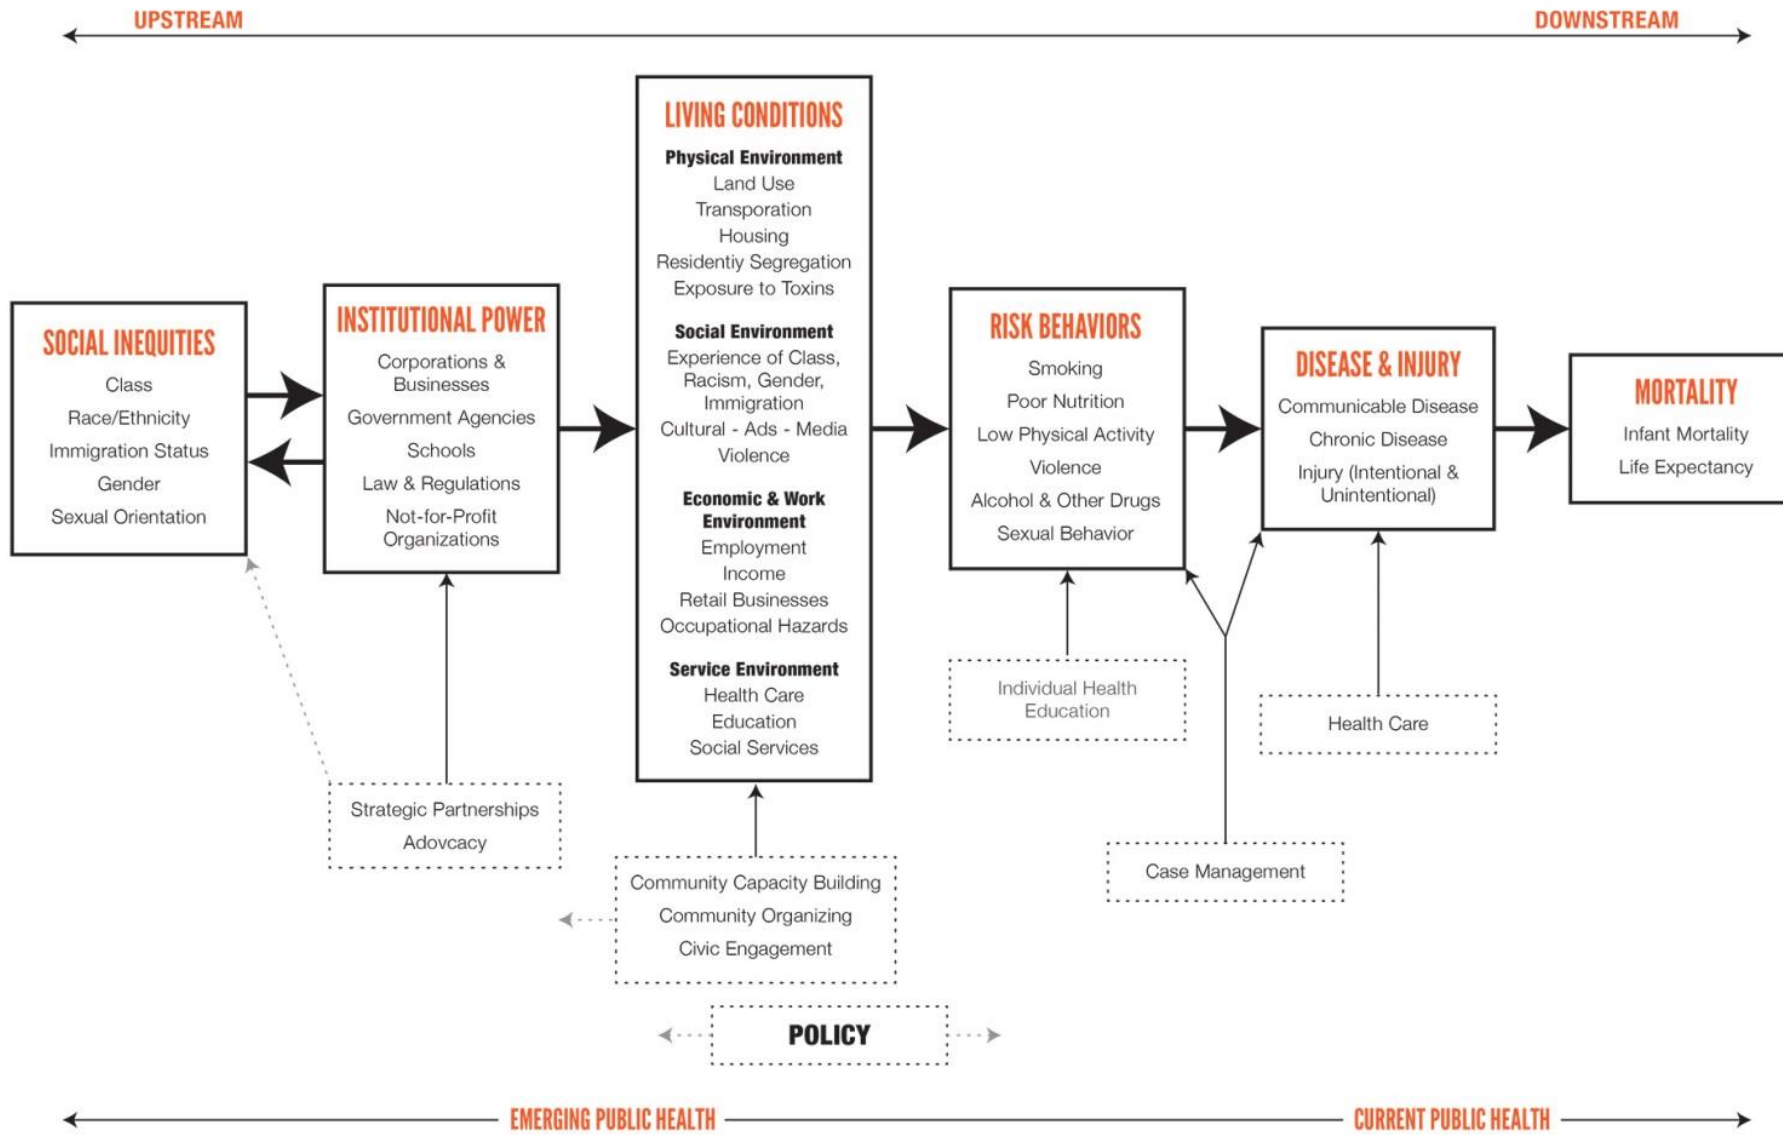 UPSTREAM
DOWNSTREAM
SOCIAL INEQUITIES
Class
Race/Ethnicity
Immigration Status
Gender
Sexual Orientation
INSTITUTIONAL POWER
Corporations &
Businesses
Government Agencies
Schools
Law & Regulations
Not-for-Profit
Organizations
LIVING CONDITIONS
Physical Environment
Land Use
Transporation
Housing
Residentiy Segregation
Exposure to Toxins
Social Environment
Experience of Class,
Racism, Gender,
Immigration
Cultural - Ads - Media
Violence
Economic & Work
Environment
Employment
Income
Retail Businesses
Occupational Hazards
Service Environment
Health Care
Education
Social Services
RISK BEHAVIORS
Smoking
Poor Nutrition
Low Physical Activity
Violence
Alcohol & Other Drugs
Sexual Behavior
DISEASE & INJURY
Communicable Disease
Chronic Disease
Injury (Intentional &
Unintentional)
MORTALITY
Infant Mortality
Life Expectancy
Strategic Partnerships
Adovcacy
Community Capacity Building
Community Organizing
Civic Engagement
Individual Health
Education
Case Management
Health Care
POLICY
EMERGING PUBLIC HEALTH
CURRENT PUBLIC HEALTH